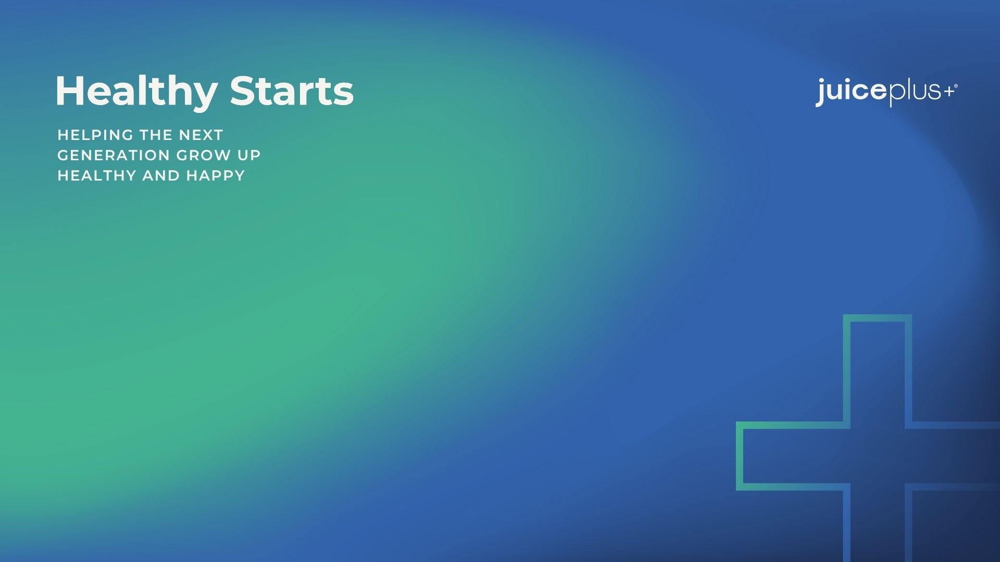 Healthy Starts
juiceplus+®
HELPING THE NEXT
GENERATION GROW UP
HEALTHY AND HAPPY